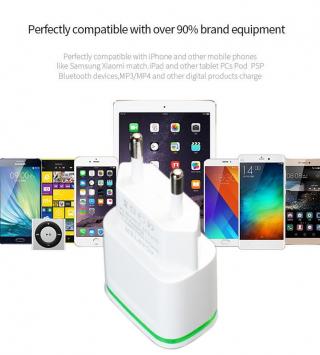 Perfectly compatible with over 90% brand equipment
Perfectly compatible with iPhone and other mobile phones
like Samsung Xiaomi match,iPad and other tablet PCs Pod PSP
Bluetooth devices,MP3/MP4 and other digital products charge